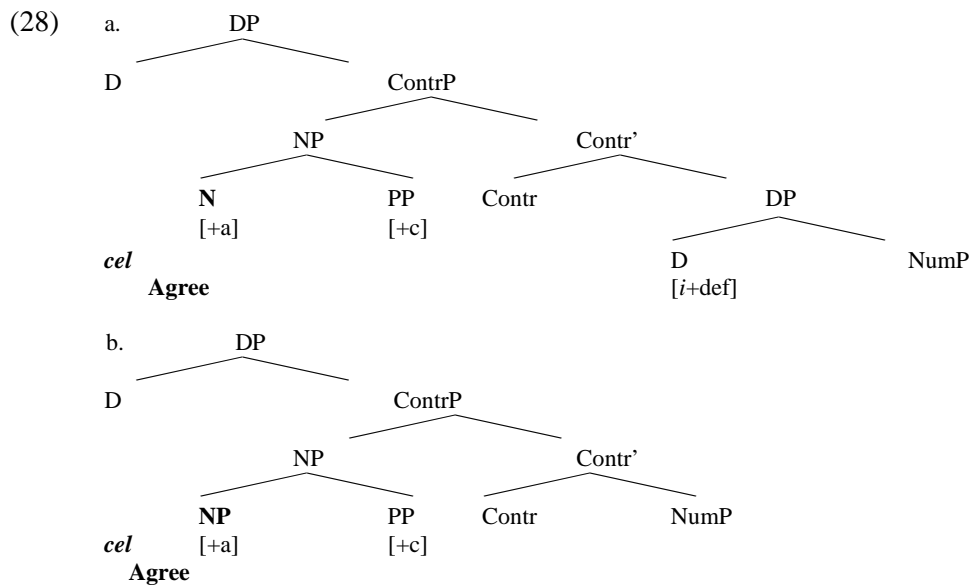 (28) a. DP
D ContrP
NP Contr’
N PP Contr DP
[+a] [+c]
cel D NumP
Agree [i+def]
b. DP
D ContrP
NP Contr’
NP PP Contr NumP
cel [+a] [+c]
Agree